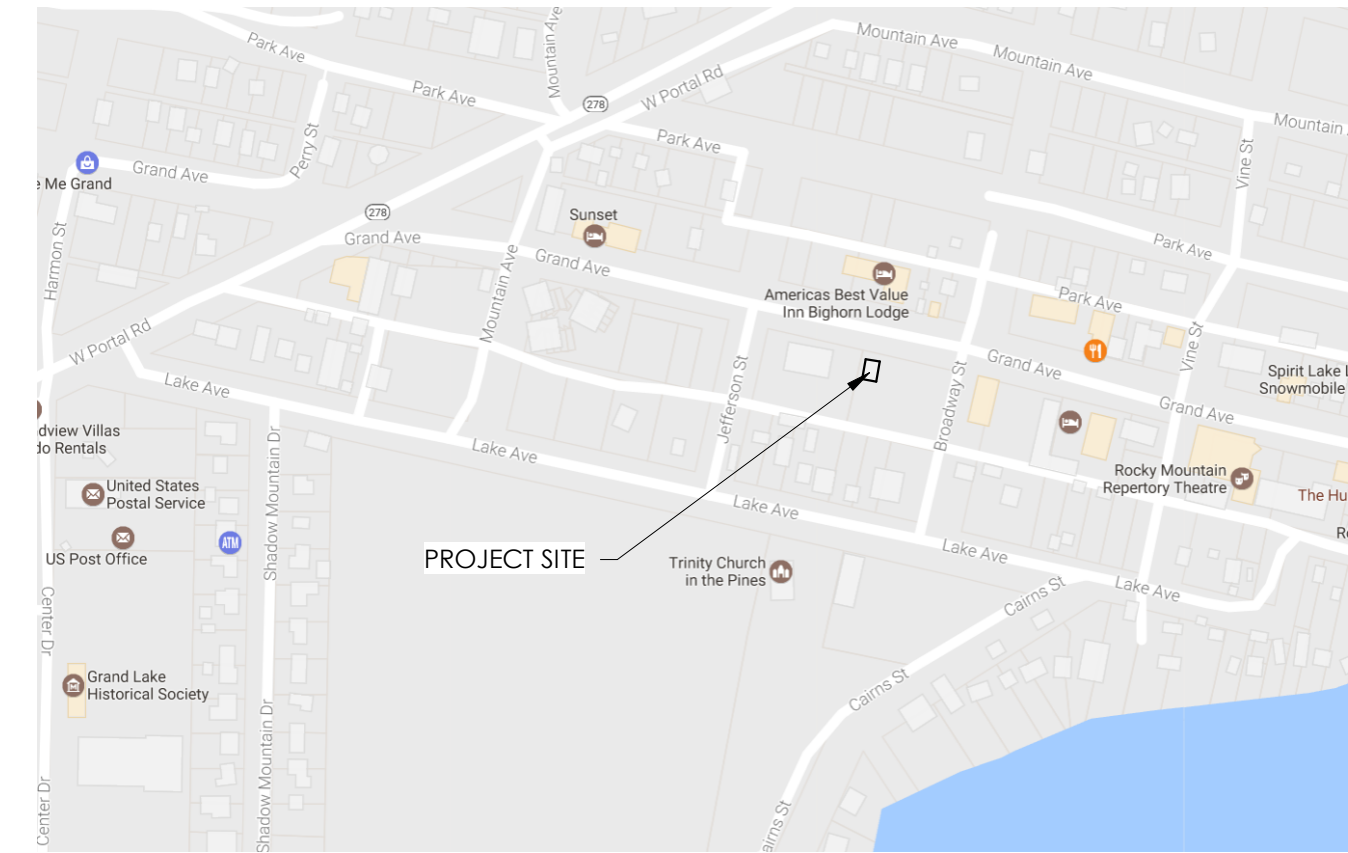 Park Ave
Mountain Ave
Mountain Ave
Mountain Ave
W Portal Rd
278
Park Ave
Park Ave
Mountain
Perry St
Vine St
Grand Ave
e Me Grand
278
Sunset
Harmon St
Grand Ave
Grand Ave
Mountain Ave
Park Ave
Americas Best Value
Inn Bighorn Lodge
Park Ave
W Portal Rd
Vine St
Grand Ave
Spirit Lake L
Snowmobile
Lake Ave
Jefferson St
Broadway St
Grand Ave
dview Villas
do Rentals
Lake Ave
Shadow Mountain Dr
Rocky Mountain
Repertory Theatre
United States
Postal Service
The Hu
Lake Ave
ATM
R
US Post Office
PROJECT SITE
Lake Ave
Trinity Church
in the Pines
Lake Ave
Cairns St
Center Dr
Grand Lake
Historical Society
Cairns St
Shadow Mountain Dr
Center Dr
airns St